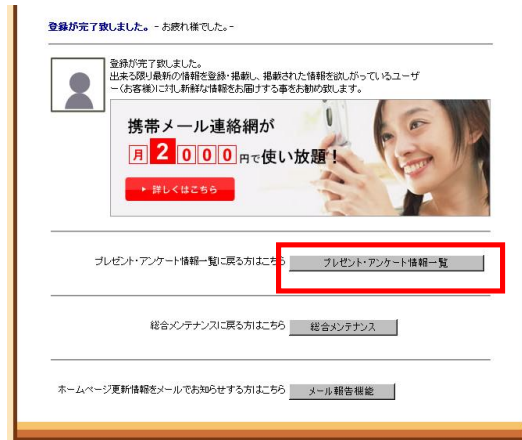 登録が完了致しました。 - お疲れ様でした。 -
登録が完了致しました。
出来る限り最新の情報を登録・掲載し、掲載された情報を欲しがっているユーザ
ー(お客様)に対し新鮮な情報をお届けする事をお勧め致します。
携帯メール連絡網が
月2000円で使い放題！
詳しくはこちら
プレゼント・アンケート情報一覧に戻る方はこちら プレゼント・アンケート情報一覧
総合メンテナンスに戻る方はこちら 総合メンテナンス
ホームページ更新情報をメールでお知らせする方はこちら メール報告機能